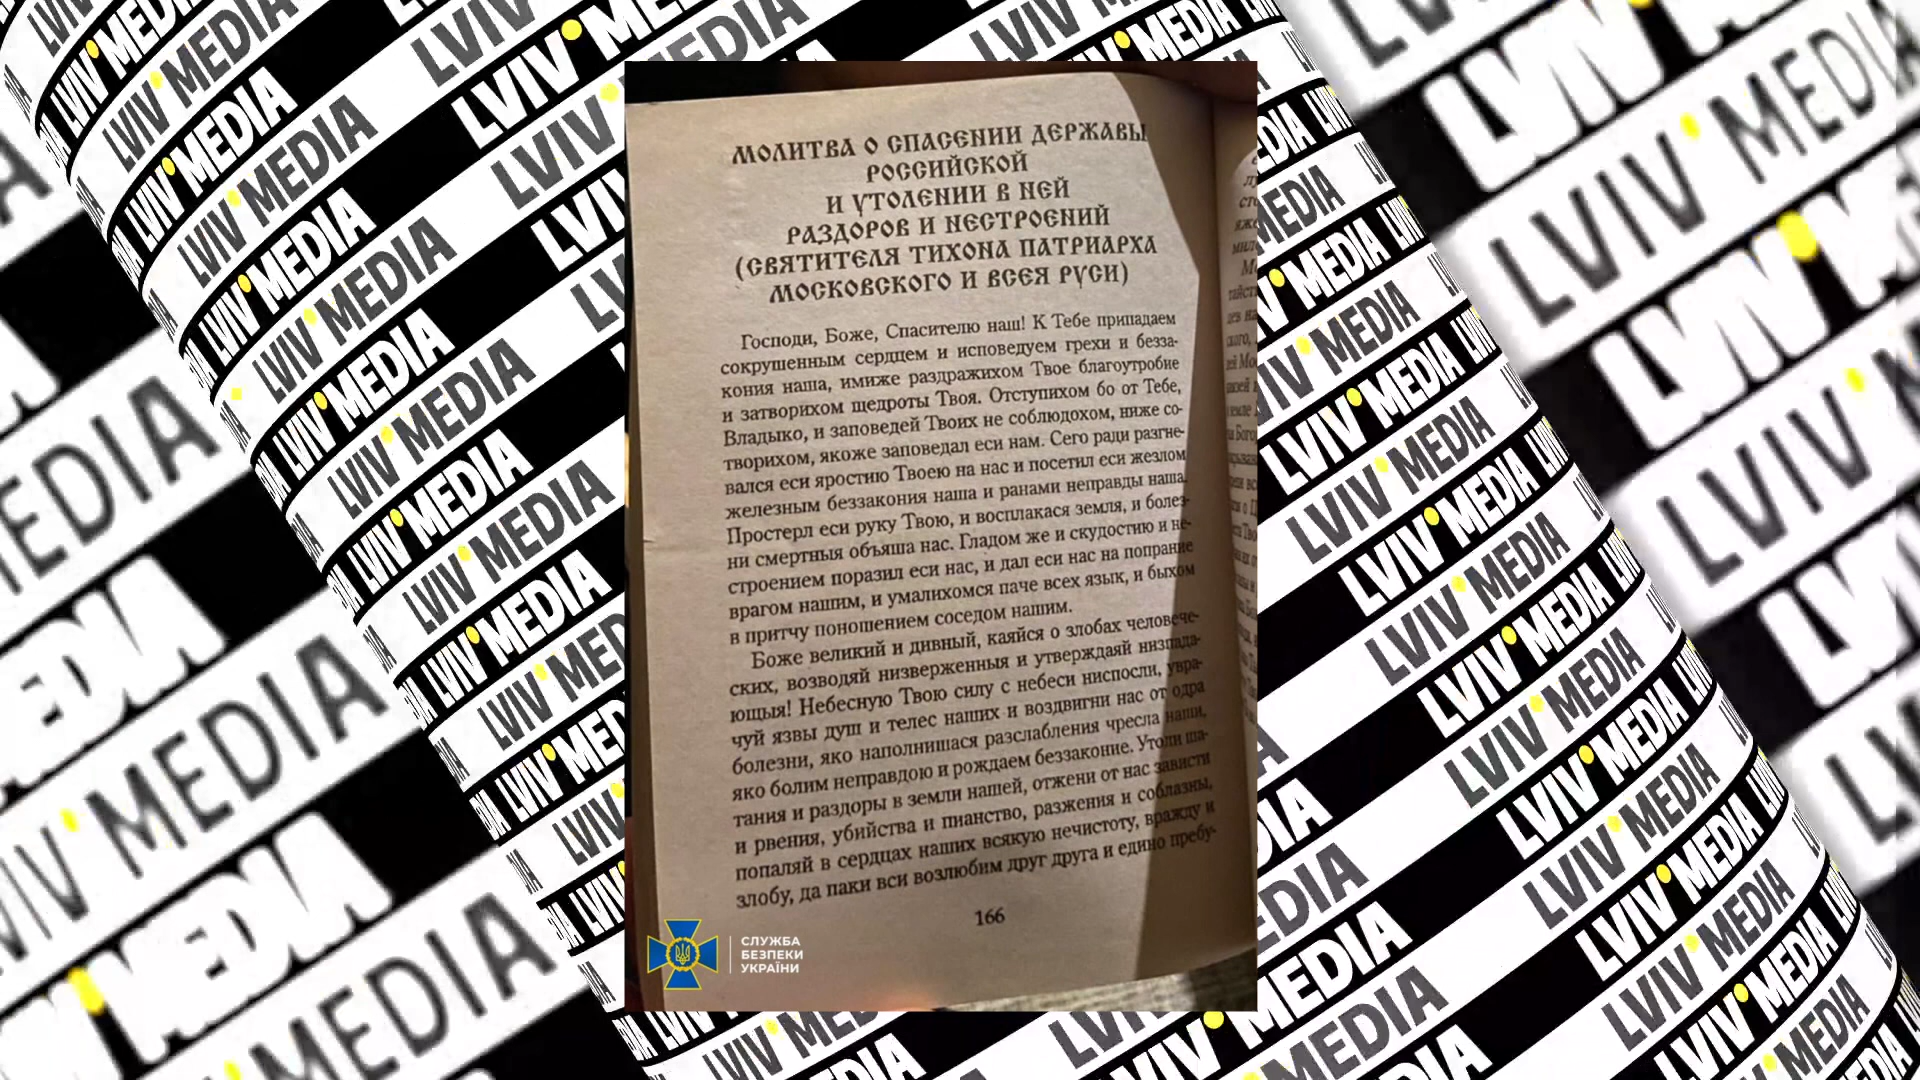 МОЛИТВА О СПАСЕНИИ ДЕРЖАВЫ
РОССИЙСКОЙ
И УТОЛЕНИИ В НЕЙ
РАЗДОРОВ И НЕСТРОЕНИЙ
(СВЯТИТЕЛЯ ТИХОНА ПАТРИАРХА
МОСКОВСКОГО И ВСЕЯ РУСИ)
Господи, Боже, Спасителю наш! К Тебе припадаем
сокрушенным сердцем и исповедуем грехи и безза-
кония наша, имиже раздражихом Твое благоутробие
и затворихом щедроты Твоя. Отступихом бо от Тебе,
Владыко, и заповедей Твоих не соблюдохом, ниже со-
творихом, якоже заповедал еси нам. Сего ради разгне-
вался еси яростию Твоею на нас и посетил еси жезлом
железным беззакония наша и ранами неправды наша.
Простерл еси руку Твою, и восплакася земля, и болез-
ни смертныя объяша нас. Гладом же и скудостию и не-
строением поразил еси нас, и дал еси нас на попрание
врагом нашим, и умалихомся паче всех язык, и быхом
в притчу поношением соседом нашим.
Боже великий и дивный, каяйся о злобах человече-
ских, возводяй низверженныя и утверждаяй низпада-
ющыя! Небесную Твою силу с небеси ниспосли, увра-
чуй язвы душ и телес наших и воздвигни нас от одра
болезни, яко наполнишася разслабления чресла наши,
яко болим неправдою и рождаем беззаконие. Утоли ша-
тания и раздоры в земли нашей, отжени от нас зависти
и рвения, убийства и пианство, разжения и соблазны,
попаляй в сердцах наших всякую нечистоту, вражду и
злобу, да паки вси возлюбим друг друга и едино пребу-
166
СЛУЖБА
БЕЗПЕКИ
УКРАЇНИ
LVIV MEDIA